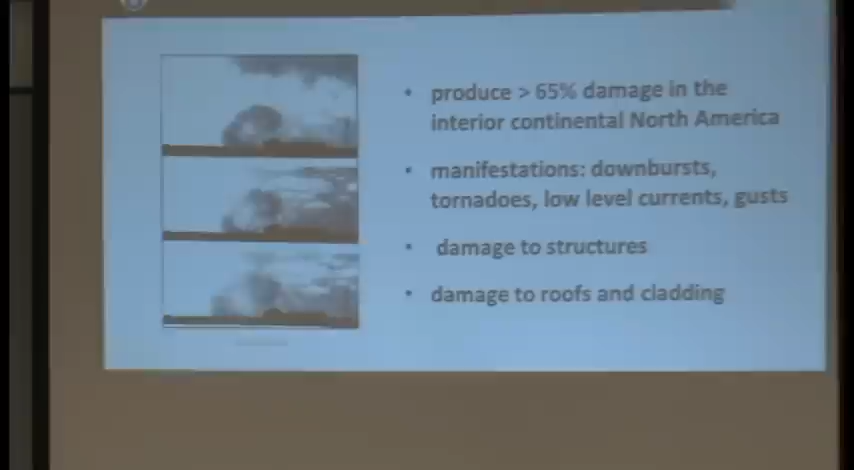 • produce > 65% damage in the
interior continental North America
• manifestations: downbursts,
tornadoes, low level currents, gusts
• damage to structures
• damage to roofs and cladding